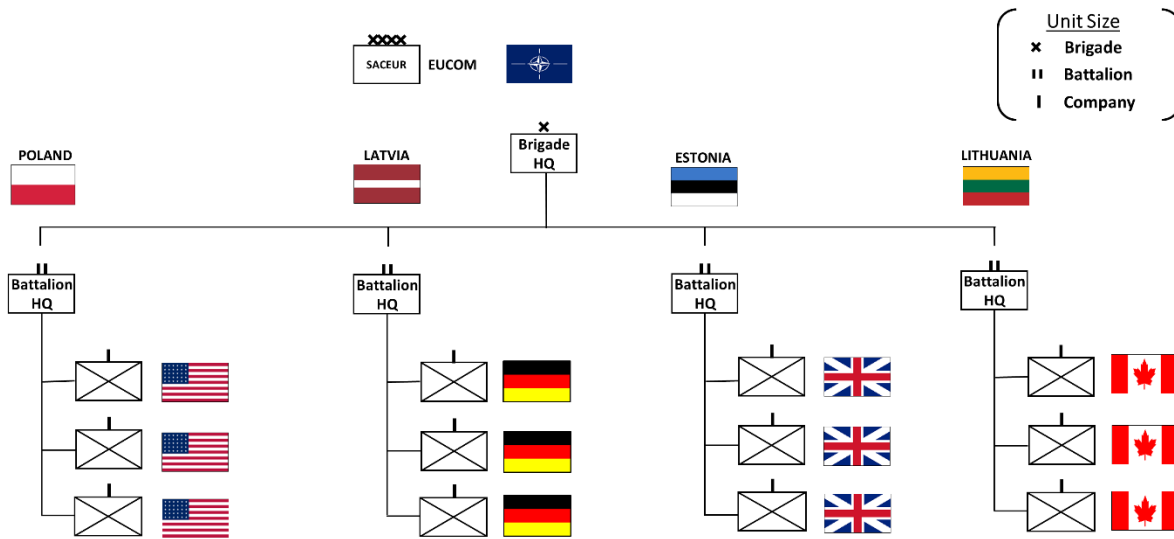 Unit Size
Brigade
Battalion
Company
XXXX
SACEUR
EUCOM
Brigade
HQ
POLAND
LATVIA
ESTONIA
LITHUANIA
Battalion
HQ
Battalion
HQ
Battalion
HQ
Battalion
HQ